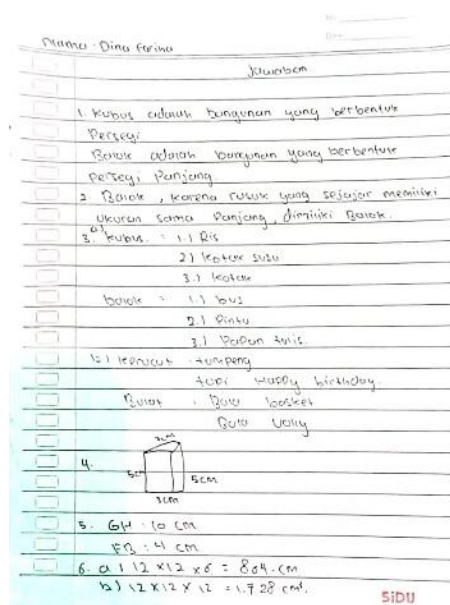 Nama : Dina Farina
Jawaban
1. Kubus adalah bangunan yang berbentuk
Persegi
Balok adalah bangunan yang berbentuk
Persegi Panjang.
2. Balok, karena rusuk yang sejajar memiliki
ukuran sama Panjang, dimiliki Balok.
3. a) Kubus : 1.)
2) kotak susu
3.) kotak
balok : 1.) bus
2.) Pintu
3.) Papan tulis.
b) kerucut : tumpeng
topi Happy birthday.
Bulat : Bola basket
Bola Volly
4.
5cm 5cm
3cm
5. GH : 10 cm
FB : 4 cm
6. a) 12 x 12 x 6 = 864 cm
b) 12 x 12 x 12 = 1.728 cm².
SiDU